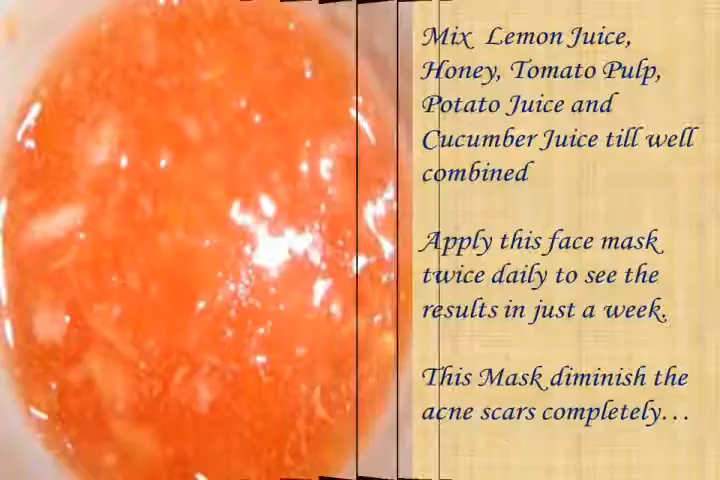 Mix Lemon Juice,
Honey, Tomato Pulp,
Potato Juice and
Cucumber Juice till well
combined
Apply this face mask
twice daily to see the
results in just a week.
This Mask diminish the
acne scars completely...